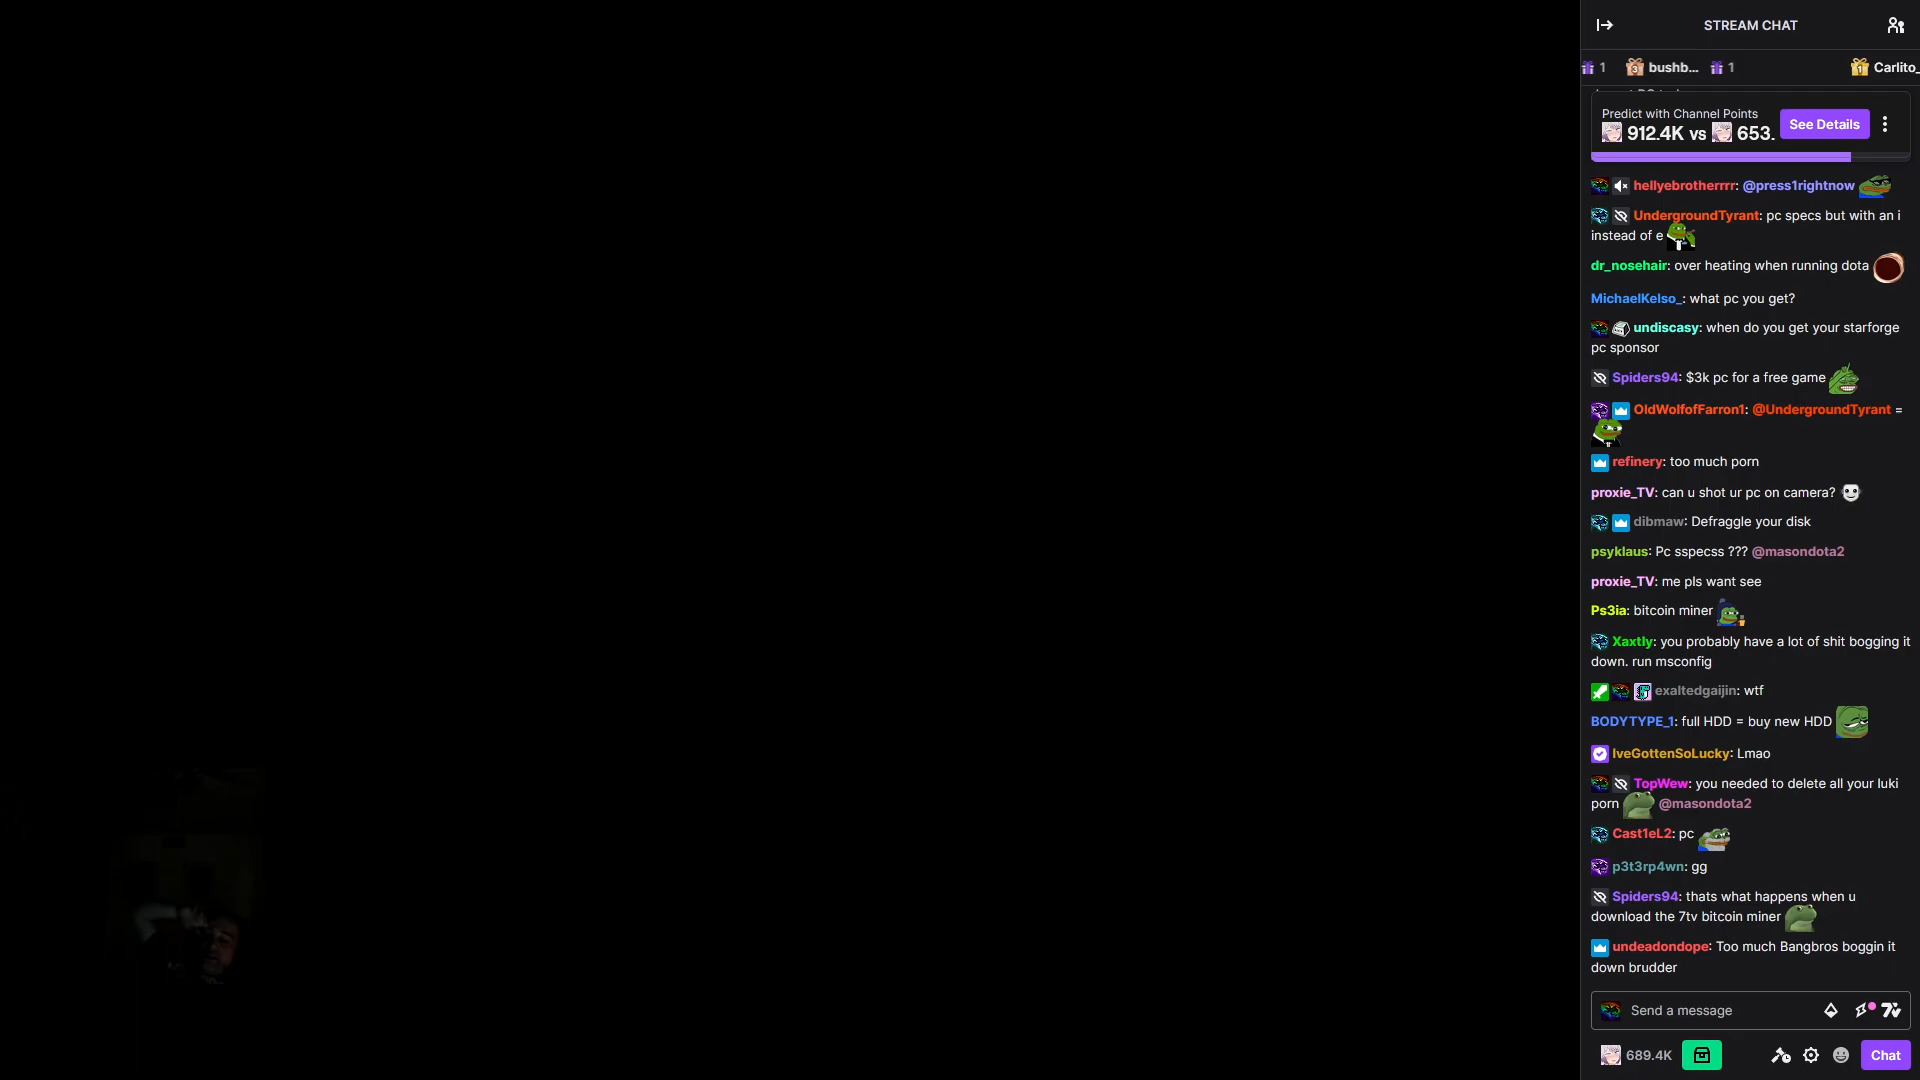 STREAM CHAT
1 bushb... 1 Carlito_
Predict with Channel Points
912.4K vs 653.
See Details
hellyebrotherrrr: @press1rightnow
UndergroundTyrant: pc specs but with an i
instead of e
dr_nosehair: over heating when running dota
MichaelKelso_: what pc you get?
undiscasy: when do you get your starforge
pc sponsor
Spiders94: $3k pc for a free game
OldWolfofFarron1: @UndergroundTyrant =
refinery: too much porn
proxie_TV: can u shot ur pc on camera?
dibmaw: Defraggle your disk
psyklaus: Pc sspecss ??? @masondota2
proxie_TV: me pls want see
Ps3ia: bitcoin miner
Xaxtly: you probably have a lot of shit bogging it
down. run msconfig
exaltedgaijin: wtf
BODYTYPE_1: full HDD = buy new HDD
IveGottenSoLucky: Lmao
TopWew: you needed to delete all your luki
porn @masondota2
Cast1eL2: pc
p3t3rp4wn: gg
Spiders94: thats what happens when u
download the 7tv bitcoin miner
undeadondope: Too much Bangbros boggin it
down brudder
Send a message
689.4K
Chat